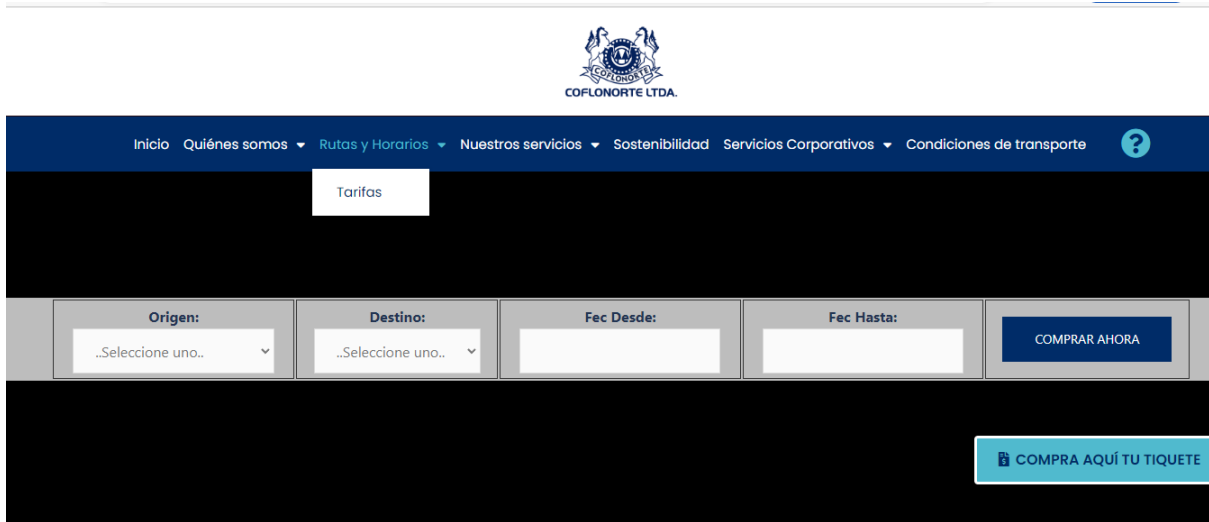 COFLONORTE
COFLONORTE LTDA.
Inicio Quiénes somos Rutas y Horarios Nuestros servicios Sostenibilidad Servicios Corporativos Condiciones de transporte ?
Tarifas
Origen: Destino: Fec Desde: Fec Hasta:
..Seleccione uno.. ..Seleccione uno.. COMPRAR AHORA
COMPRA AQUÍ TU TIQUETE